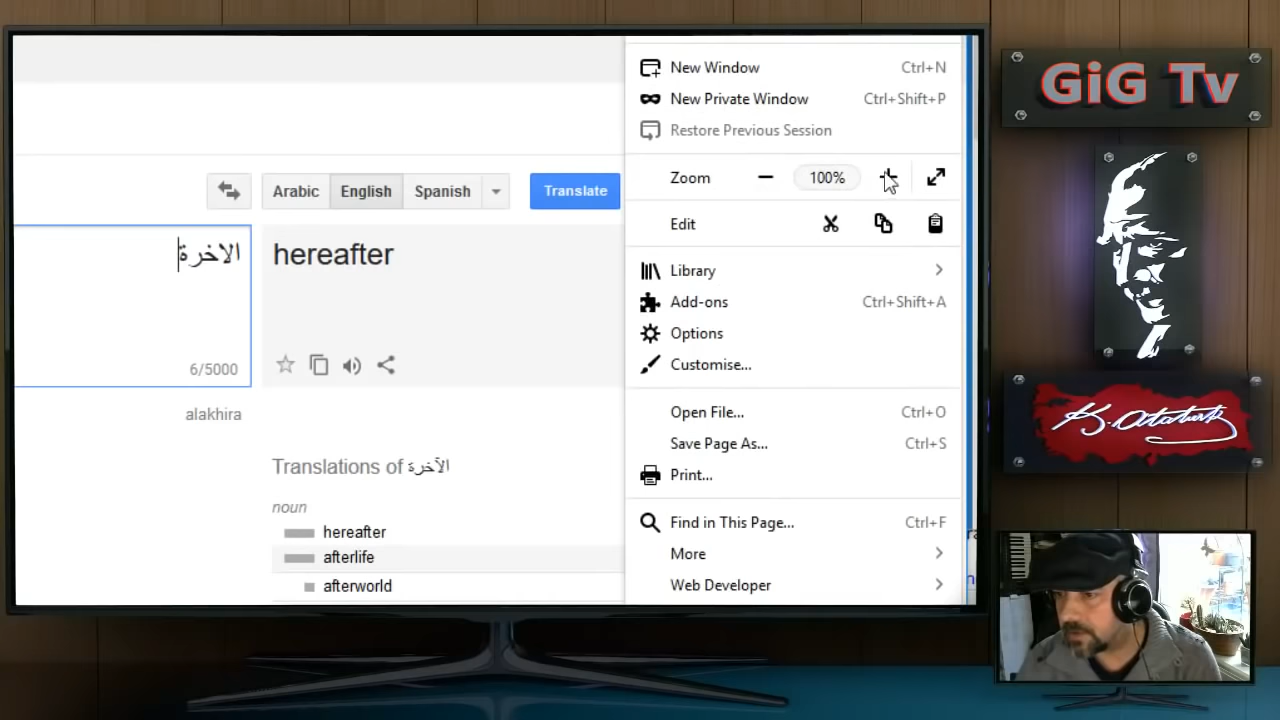 New Window Ctrl+N
New Private Window Ctrl+Shift+P
Restore Previous Session
Zoom 100%
Edit
Library
Add-ons Ctrl+Shift+A
Options
Customise...
Open File... Ctrl+O
Save Page As... Ctrl+S
Print...
Find in This Page... Ctrl+F
More
Web Developer
Arabic English Spanish Translate
الاخرة
hereafter
6/5000
alakhira
Translations of الآخرة
noun
hereafter
afterlife
afterworld
GiG Tv
K. Atatürk